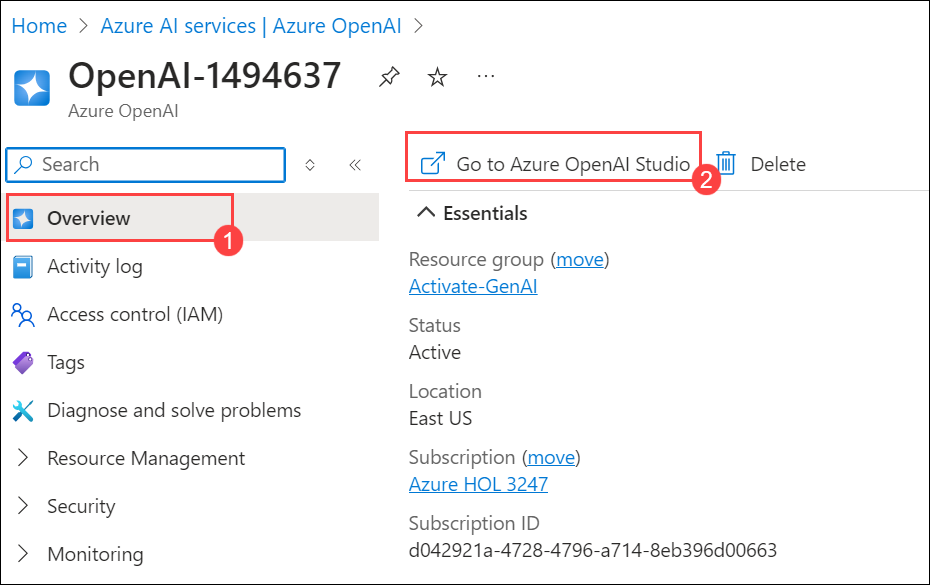 Home > Azure AI services | Azure OpenAI >
OpenAI-1494637
Azure OpenAI
Search
Overview
1
Activity log
Access control (IAM)
Tags
Diagnose and solve problems
Resource Management
Security
Monitoring
Go to Azure OpenAI Studio
2
Delete
Essentials
Resource group (move)
Activate-GenAI
Status
Active
Location
East US
Subscription (move)
Azure HOL 3247
Subscription ID
d042921a-4728-4796-a714-8eb396d00663